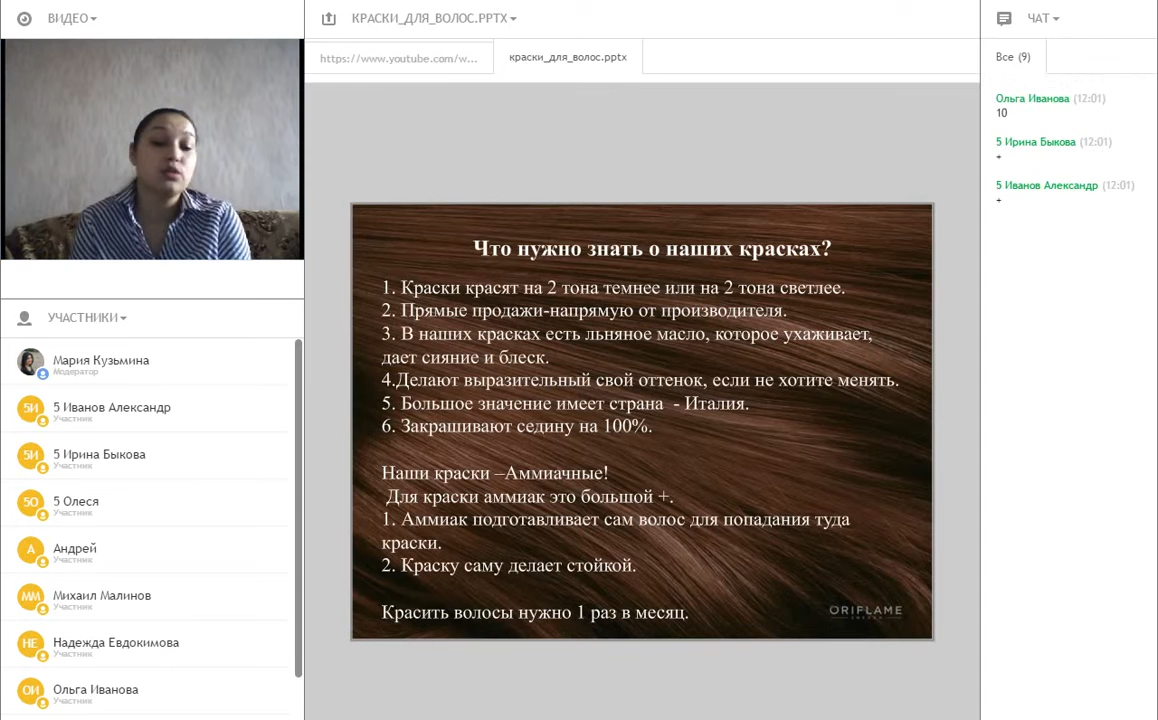 ВИДЕО
КРАСКИ_ДЛЯ_ВОЛОС.PPTX
ЧАТ
https://www.youtube.com/w...
краски_для_волос.pptx
Все (9)
Ольга Иванова (12:01)
10
5 Ирина Быкова (12:01)
+
5 Иванов Александр (12:01)
+
Что нужно знать о наших красках?
1. Краски красят на 2 тона темнее или на 2 тона светлее.
2. Прямые продажи-напрямую от производителя.
3. В наших красках есть льняное масло, которое ухаживает,
дает сияние и блеск.
4.Делают выразительный свой оттенок, если не хотите менять.
5. Большое значение имеет страна - Италия.
6. Закрашивают седину на 100%.
Наши краски –Аммиачные!
Для краски аммиак это большой +.
1. Аммиак подготавливает сам волос для попадания туда
краски.
2. Краску саму делает стойкой.
Красить волосы нужно 1 раз в месяц.
ORIFLAME
SWEDEN
УЧАСТНИКИ
Мария Кузьмина
Модератор
5И
5 Иванов Александр
Участник
5И
5 Ирина Быкова
Участник
5О
5 Олеся
Участник
А
Андрей
Участник
ММ
Михаил Малинов
Участник
НЕ
Надежда Евдокимова
Участник
ОИ
Ольга Иванова
Участник